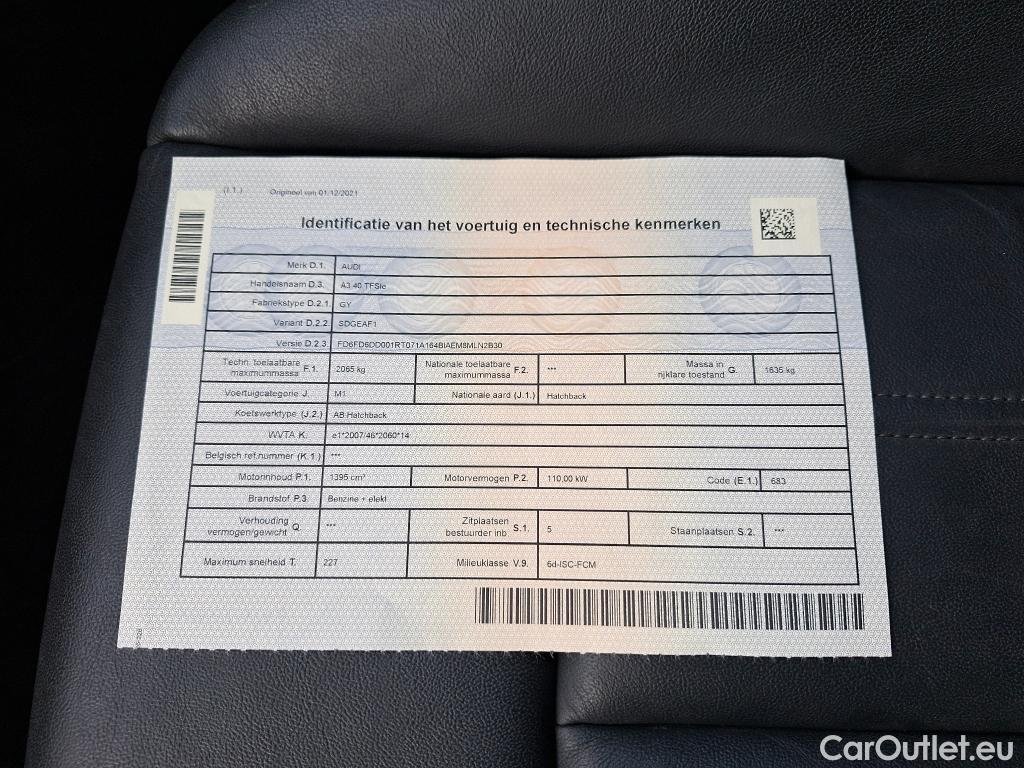 (I.1.) Origineel van 01/12/2021
Identificatie van het voertuig en technische kenmerken
Merk D.1. AUDI
Handelsnaam D.3. A3 40 TFSIe
Fabriekstype D.2.1. GY
Variant D.2.2. SDGEAF1
Versie D.2.3. FD6FD6DD001RT071A164BIAEM8MLN2B30
Techn. toelaatbare maximummassa F.1. 2065 kg Nationale toelaatbare maximummassa F.2. *** Massa in rijklare toestand G. 1635 kg
Voertuigcategorie J. M1 Nationale aard (J.1.) Hatchback
Koetswerktype (J.2.) AB Hatchback
WVTA K. e1*2007/46*2060*14
Belgisch ref.nummer (K.1.) ***
Motorinhoud P.1. 1395 cm³ Motorvermogen P.2. 110,00 kW Code (E.1.) 683
Brandstof P.3. Benzine + elekt
Verhouding vermogen/gewicht Q. *** Zitplaatsen bestuurder inb. S.1. 5 Staanplaatsen S.2. ***
Maximum snelheid T. 227 Milieuklasse V.9. 6d-ISC-FCM
CarOutlet.eu